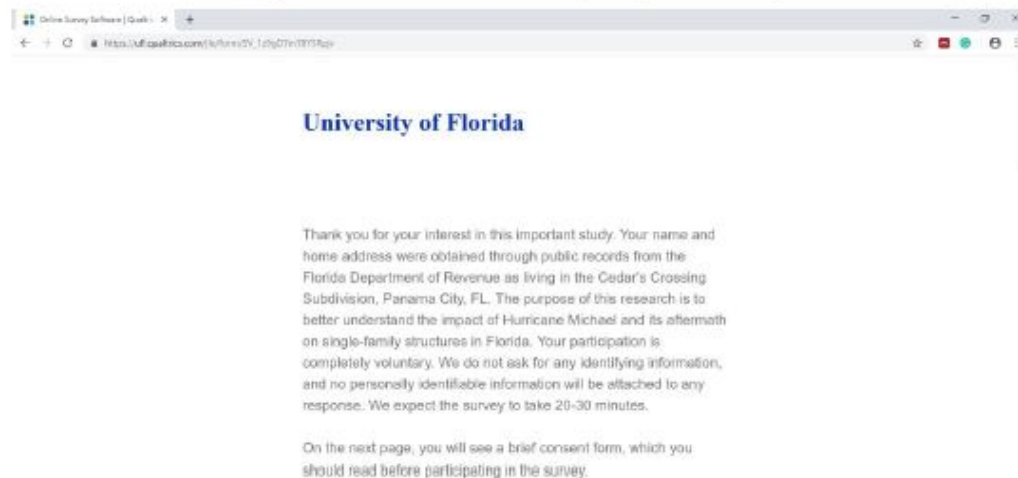 Online Survey Software | Qualtr
University of Florida
Thank you for your interest in this important study. Your name and
home address were obtained through public records from the
Florida Department of Revenue as living in the Cedar's Crossing
Subdivision, Panama City, FL. The purpose of this research is to
better understand the impact of Hurricane Michael and its aftermath
on single-family structures in Florida. Your participation is
completely voluntary. We do not ask for any identifying information,
and no personally identifiable information will be attached to any
response. We expect the survey to take 20-30 minutes.
On the next page, you will see a brief consent form, which you
should read before participating in the survey.